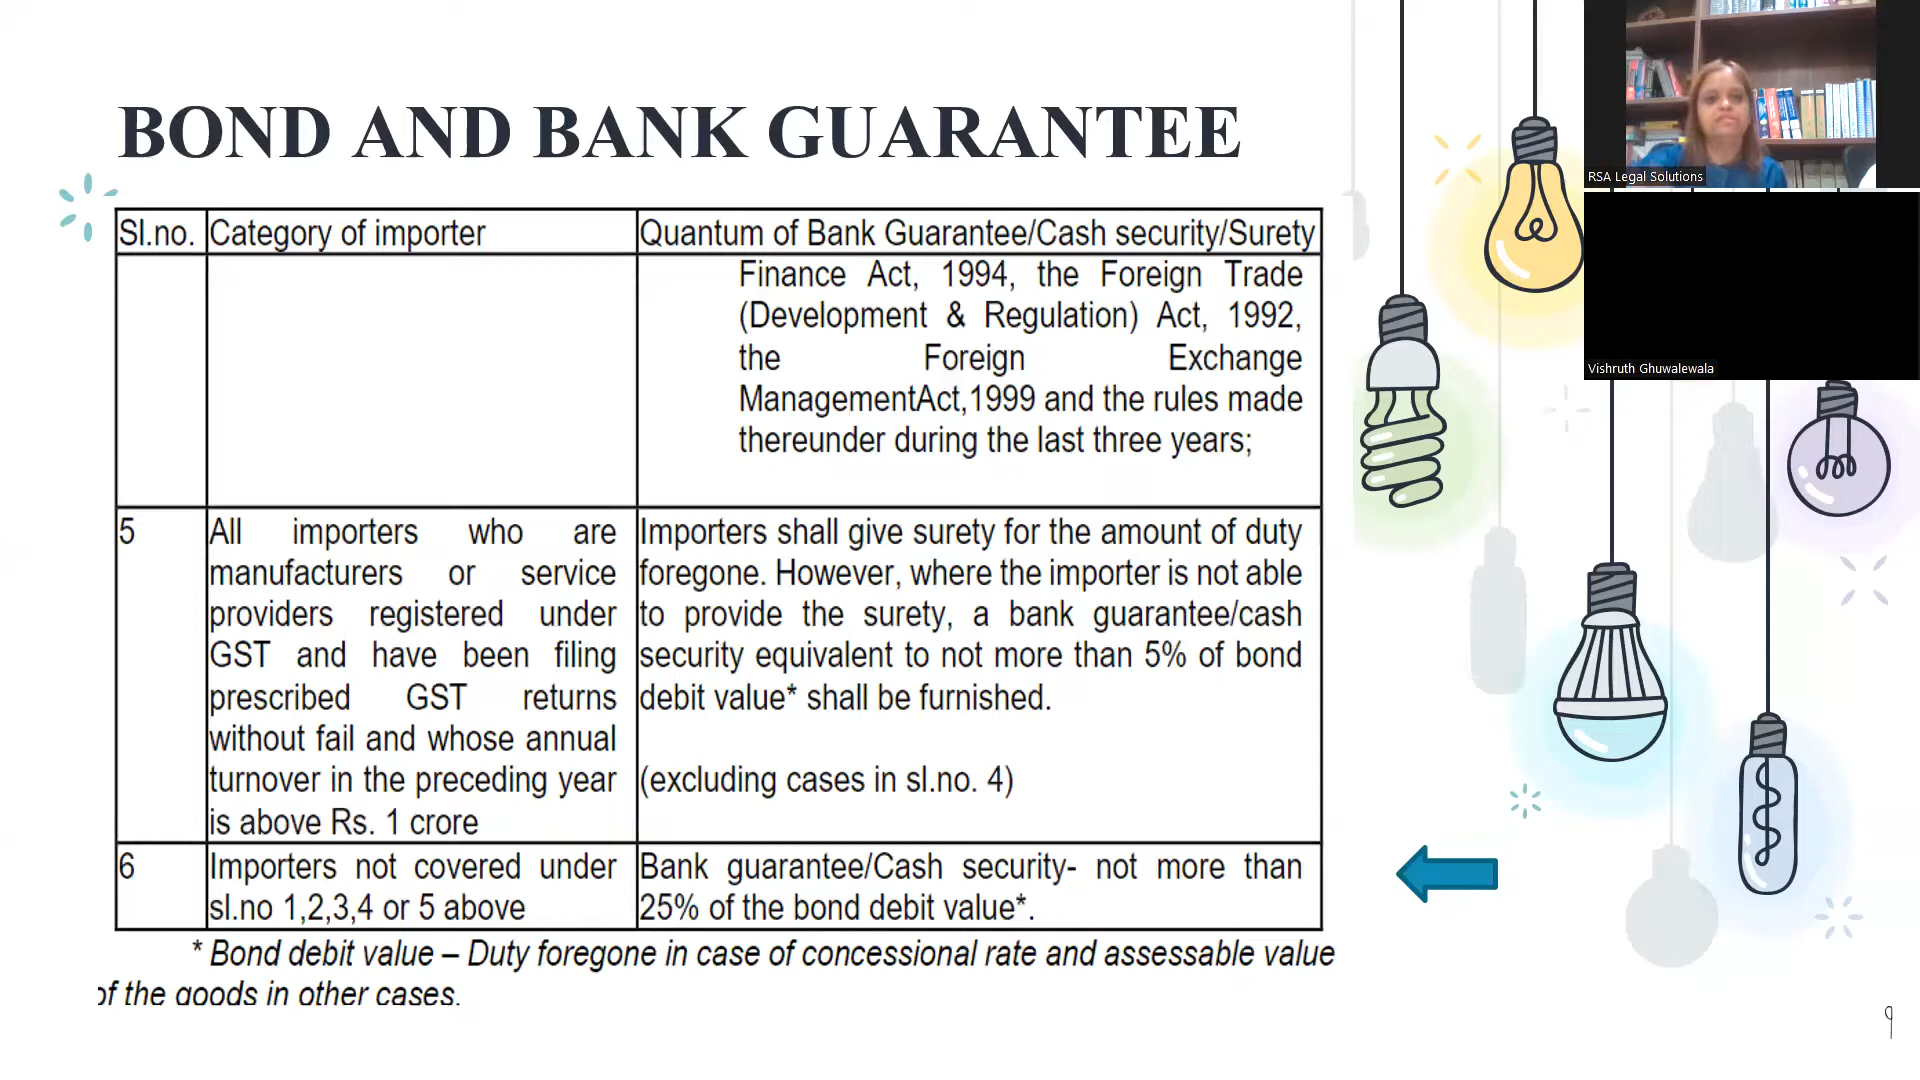 BOND AND BANK GUARANTEE
Sl.no. Category of importer Quantum of Bank Guarantee/Cash security/Surety
Finance Act, 1994, the Foreign Trade
(Development & Regulation) Act, 1992,
the Foreign Exchange
ManagementAct,1999 and the rules made
thereunder during the last three years;
5
All importers who are
manufacturers or service
providers registered under
GST and have been filing
prescribed GST returns
without fail and whose annual
turnover in the preceding year
is above Rs. 1 crore
Importers shall give surety for the amount of duty
foregone. However, where the importer is not able
to provide the surety, a bank guarantee/cash
security equivalent to not more than 5% of bond
debit value* shall be furnished.
(excluding cases in sl.no. 4)
6
Importers not covered under
sl.no 1,2,3,4 or 5 above
Bank guarantee/Cash security- not more than
25% of the bond debit value*.
* Bond debit value – Duty foregone in case of concessional rate and assessable value
of the goods in other cases.
RSA Legal Solutions
Vishruth Ghuwalewala
9